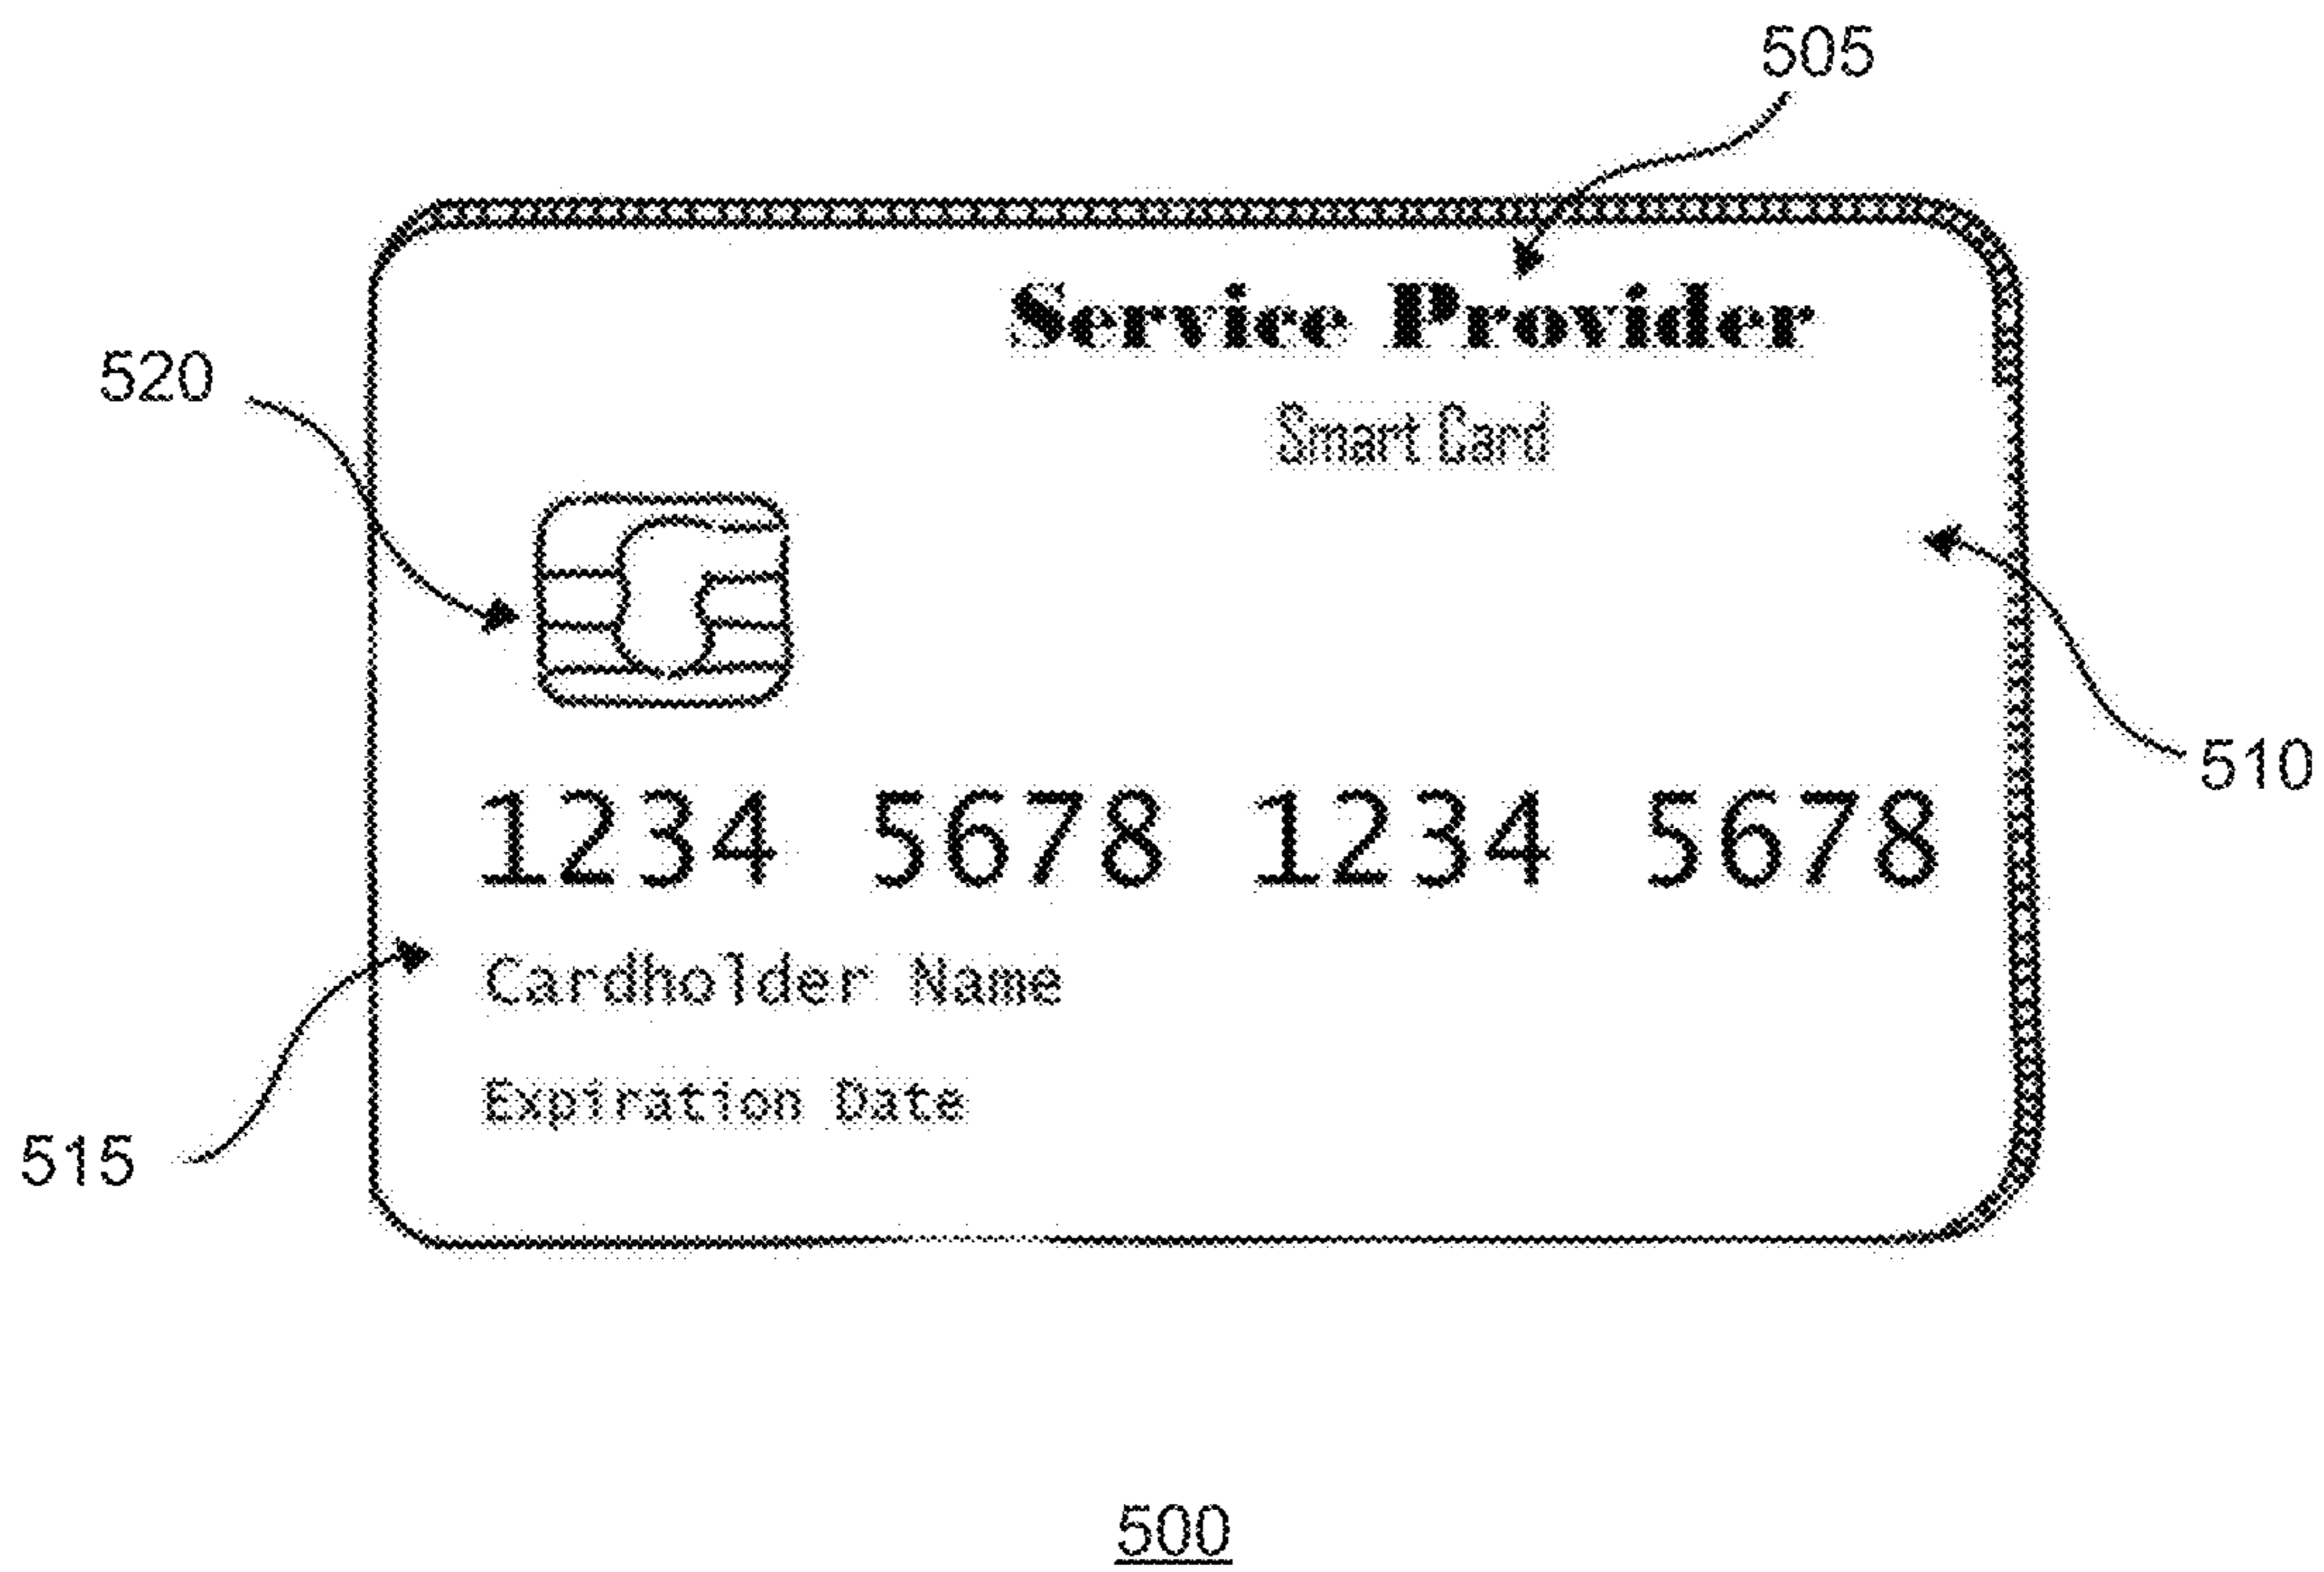 505
Service Provider
520
Smart Card
510
1234 5678 1234 5678
Cardholder Name
Expiration Date
515
500